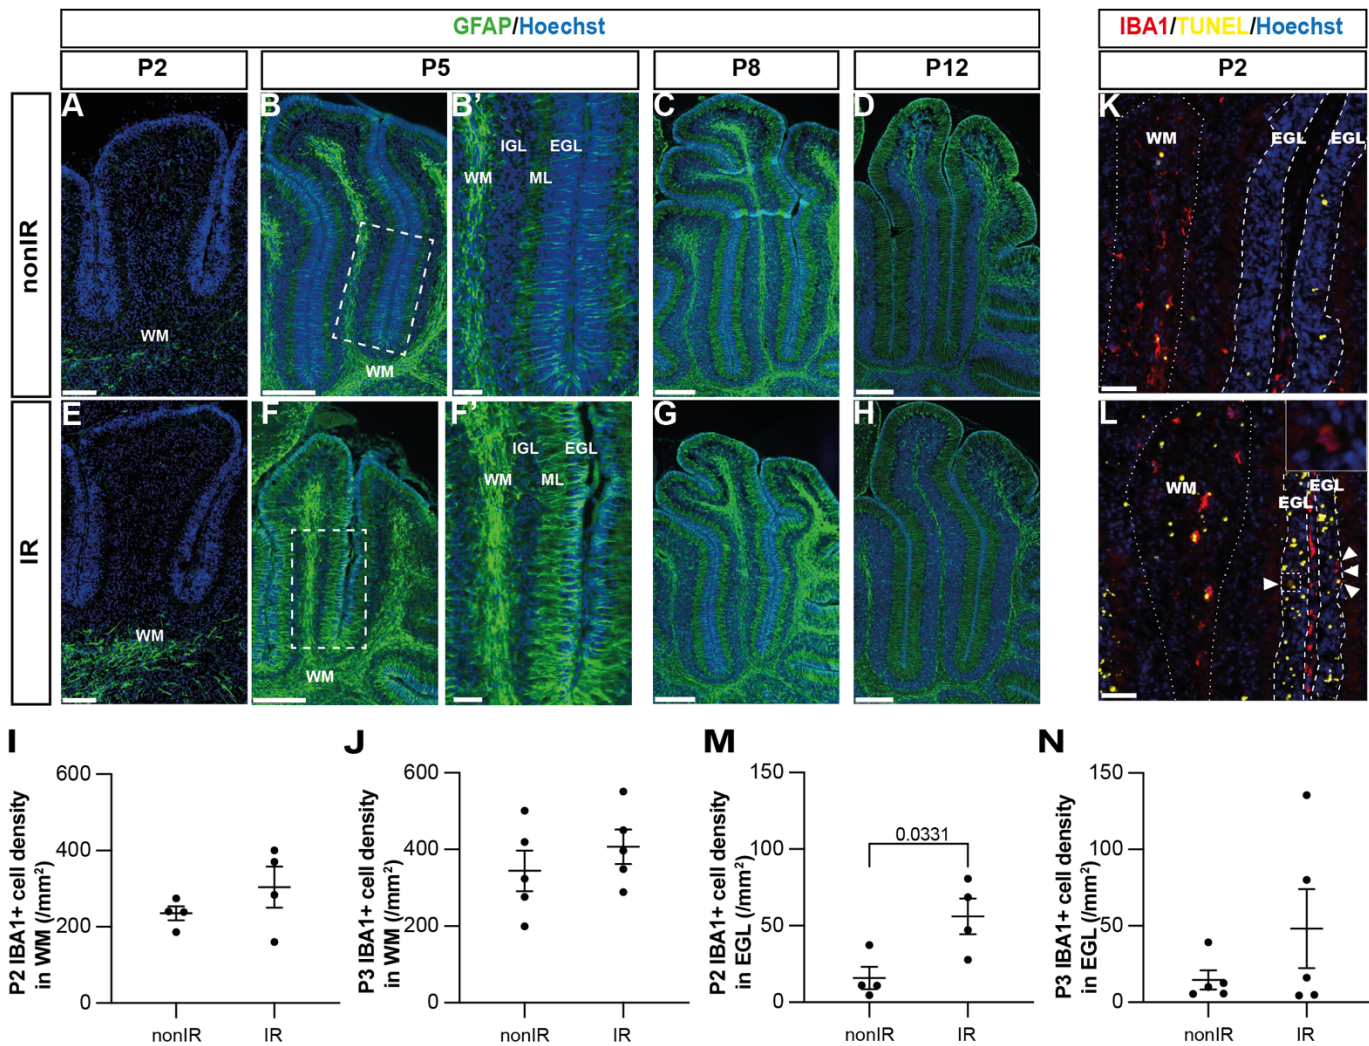 GFAP/Hoechst
IBA1/TUNEL/Hoechst
P2
P5
P8
P12
P2
nonIR
A
WM
B
WM
B'
IGL
EGL
WM
ML
C
D
K
WM
EGL
EGL
IR
E
WM
F
WM
F'
IGL
EGL
WM
ML
G
H
L
WM
EGL
EGL
I
P2 IBA1+ cell density
in WM (/mm²)
600
400
200
0
nonIR
IR
J
P3 IBA1+ cell density
in WM (/mm²)
600
400
200
0
nonIR
IR
M
P2 IBA1+ cell density
in EGL (/mm²)
150
100
50
0
0.0331
nonIR
IR
N
P3 IBA1+ cell density
in EGL (/mm²)
150
100
50
0
nonIR
IR